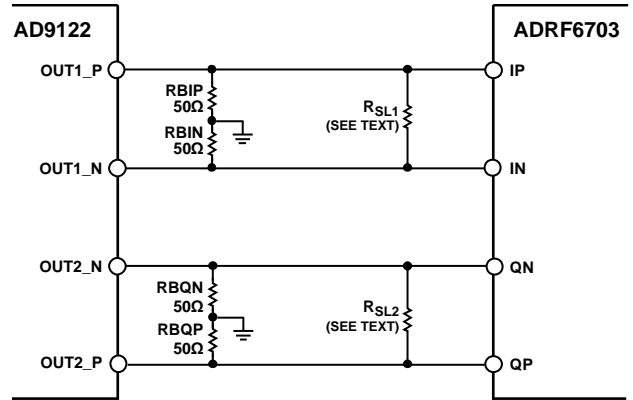 AD9122
ADRF6703
OUT1_P
IP
RBIP
50Ω
RSL1
(SEE TEXT)
RBIN
50Ω
OUT1_N
IN
OUT2_N
QN
RBQN
50Ω
RSL2
(SEE TEXT)
RBQP
50Ω
OUT2_P
QP